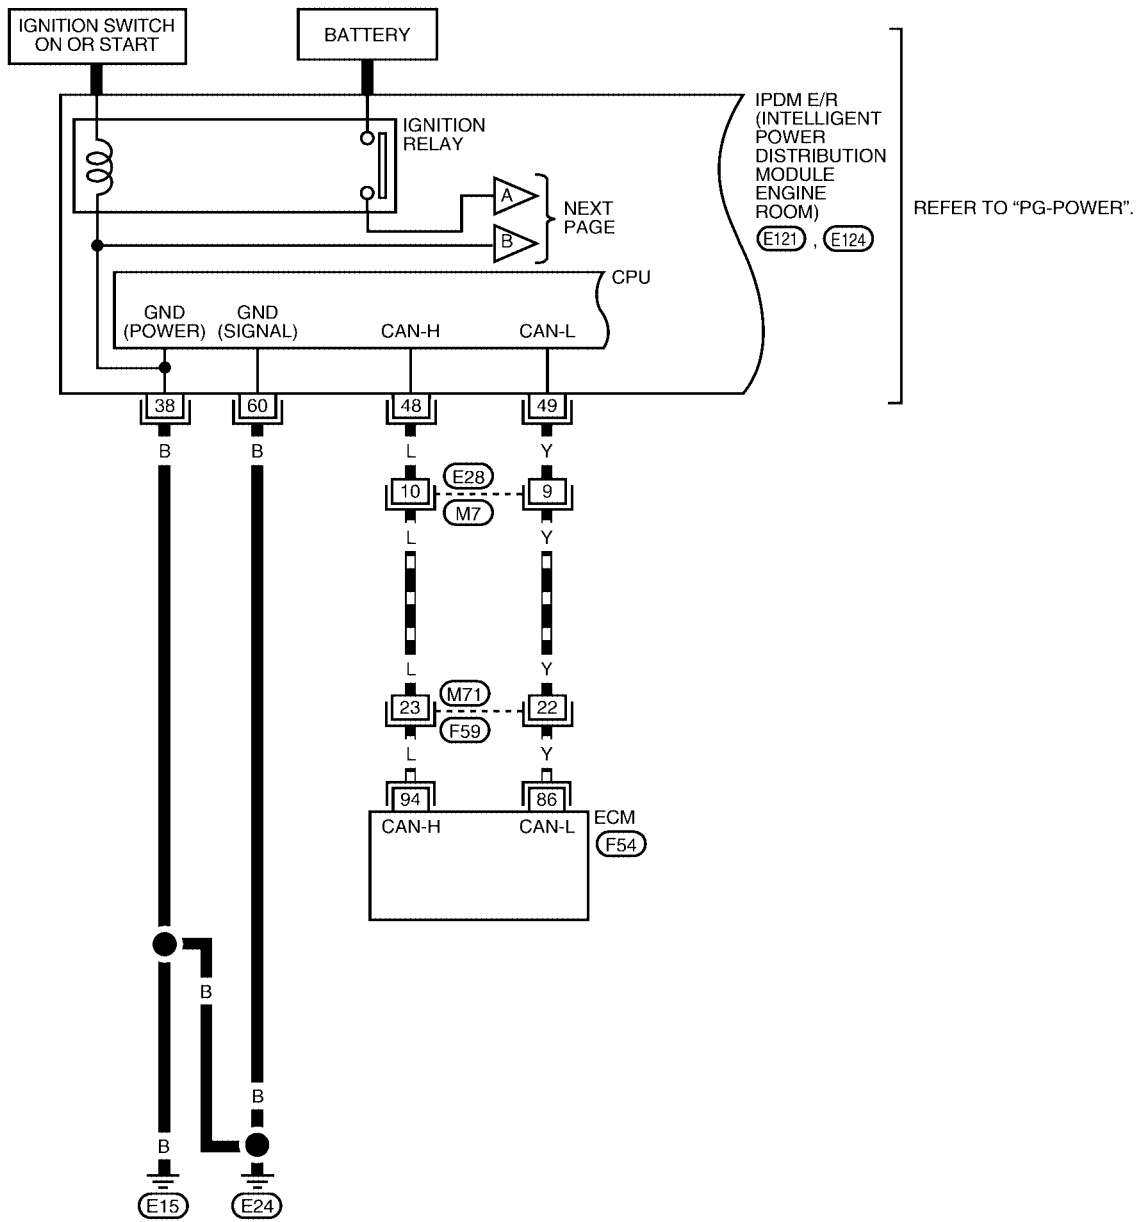 IGNITION SWITCH
ON OR START
BATTERY
IGNITION
RELAY
IPDM E/R
(INTELLIGENT
POWER
DISTRIBUTION
MODULE
ENGINE
ROOM)
E121 , E124
REFER TO “PG-POWER”.
A
B
NEXT
PAGE
CPU
GND
(POWER)
GND
(SIGNAL)
CAN-H
CAN-L
38
60
48
49
B
B
L
Y
10
E28
M7
9
L
Y
L
Y
23
M71
F59
22
L
Y
94
86
CAN-H
CAN-L
ECM
F54
B
B
B
E15
E24